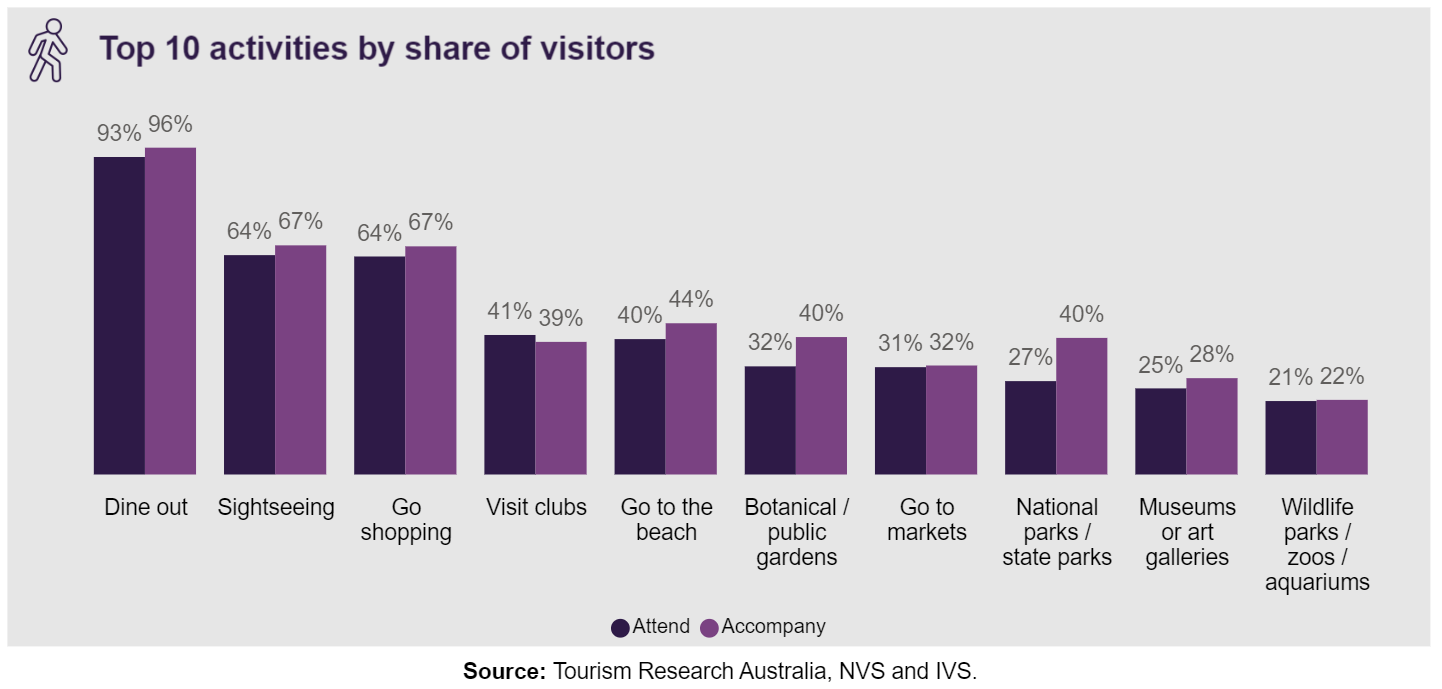 Top 10 activities by share of visitors
93% 96%
64% 67%
64% 67%
41% 39%
40% 44%
32% 40%
31% 32%
27% 40%
25% 28%
21% 22%
Dine out
Sightseeing
Go
shopping
Visit clubs
Go to the
beach
Botanical /
public
gardens
Go to
markets
National
parks /
state parks
Museums
or art
galleries
Wildlife
parks /
zoos /
aquariums
Attend Accompany
Source: Tourism Research Australia, NVS and IVS.